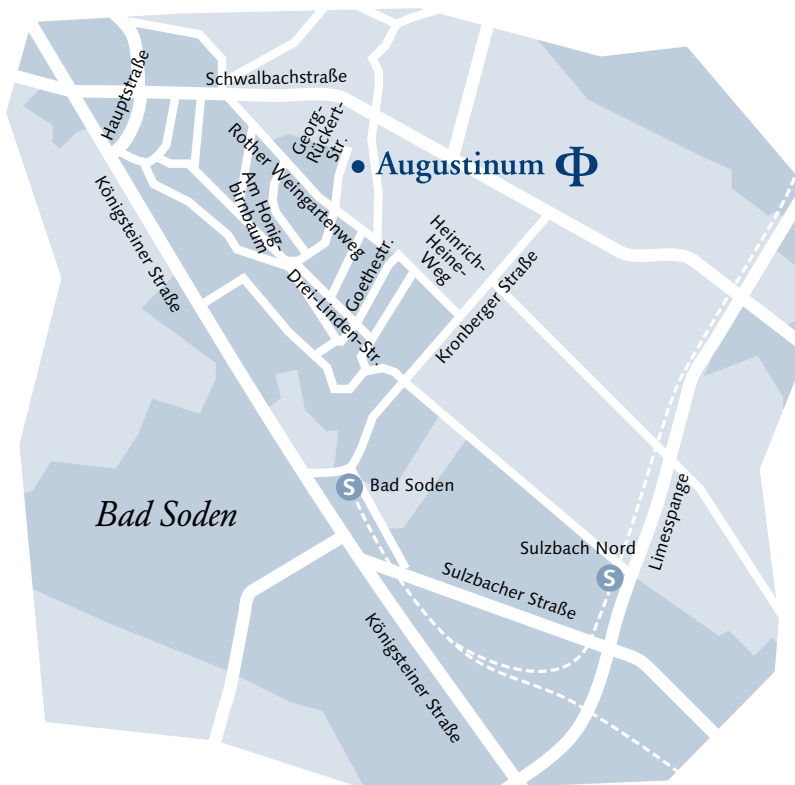 Hauptstraße
Schwalbachstraße
Georg-
Rückert-
Str.
Rother Weingartenweg
Augustinum
Am Honig-
birnbaum
Königsteiner Straße
Heinrich-
Heine-
Weg
Goethestr.
Drei-Linden-Str.
Kronberger Straße
Bad Soden
S Bad Soden
Limesspange
Sulzbach Nord
S
Sulzbacher Straße
Königsteiner Straße